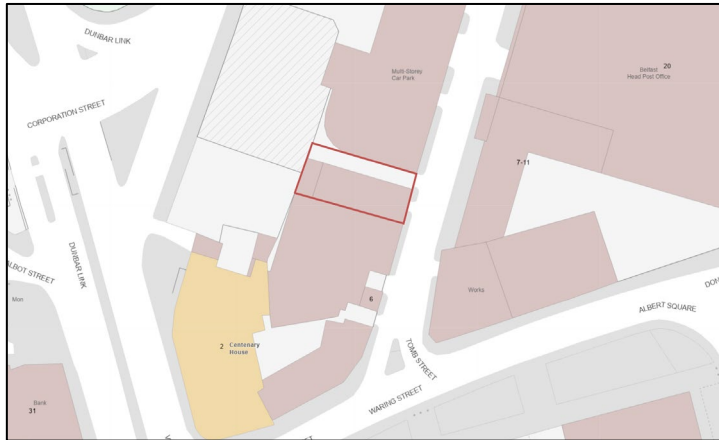 DUNBAR LINK
CORPORATION STREET
Multi-Storey
Car Park
20
Belfast
Head Post Office
7-11
DUNBAR LINK
ALBOT STREET
Mon
Works
DON
ALBERT SQUARE
6
2 Centenary
House
TOMB STREET
WARING STREET
Bank
31